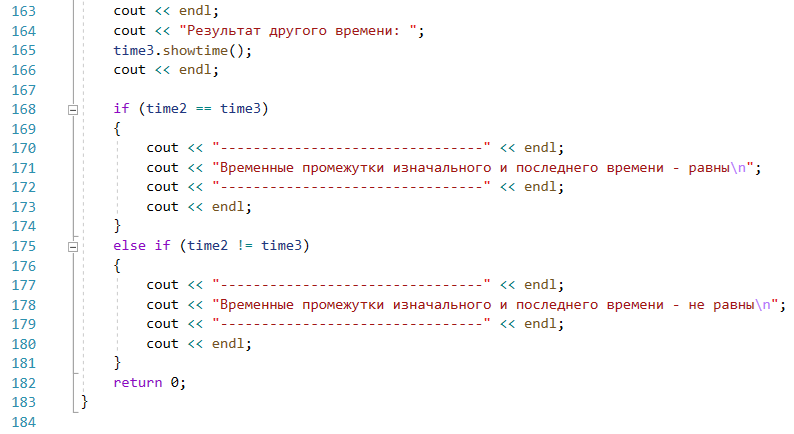 163 cout << endl;
164 cout << "Результат другого времени: ";
165 time3.showtime();
166 cout << endl;
167
168 if (time2 == time3)
169 {
170 cout << "--------------------------------" << endl;
171 cout << "Временные промежутки изначального и последнего времени - равны\n";
172 cout << "--------------------------------" << endl;
173 cout << endl;
174 }
175 else if (time2 != time3)
176 {
177 cout << "--------------------------------" << endl;
178 cout << "Временные промежутки изначального и последнего времени - не равны\n";
179 cout << "--------------------------------" << endl;
180 cout << endl;
181 }
182 return 0;
183 }
184